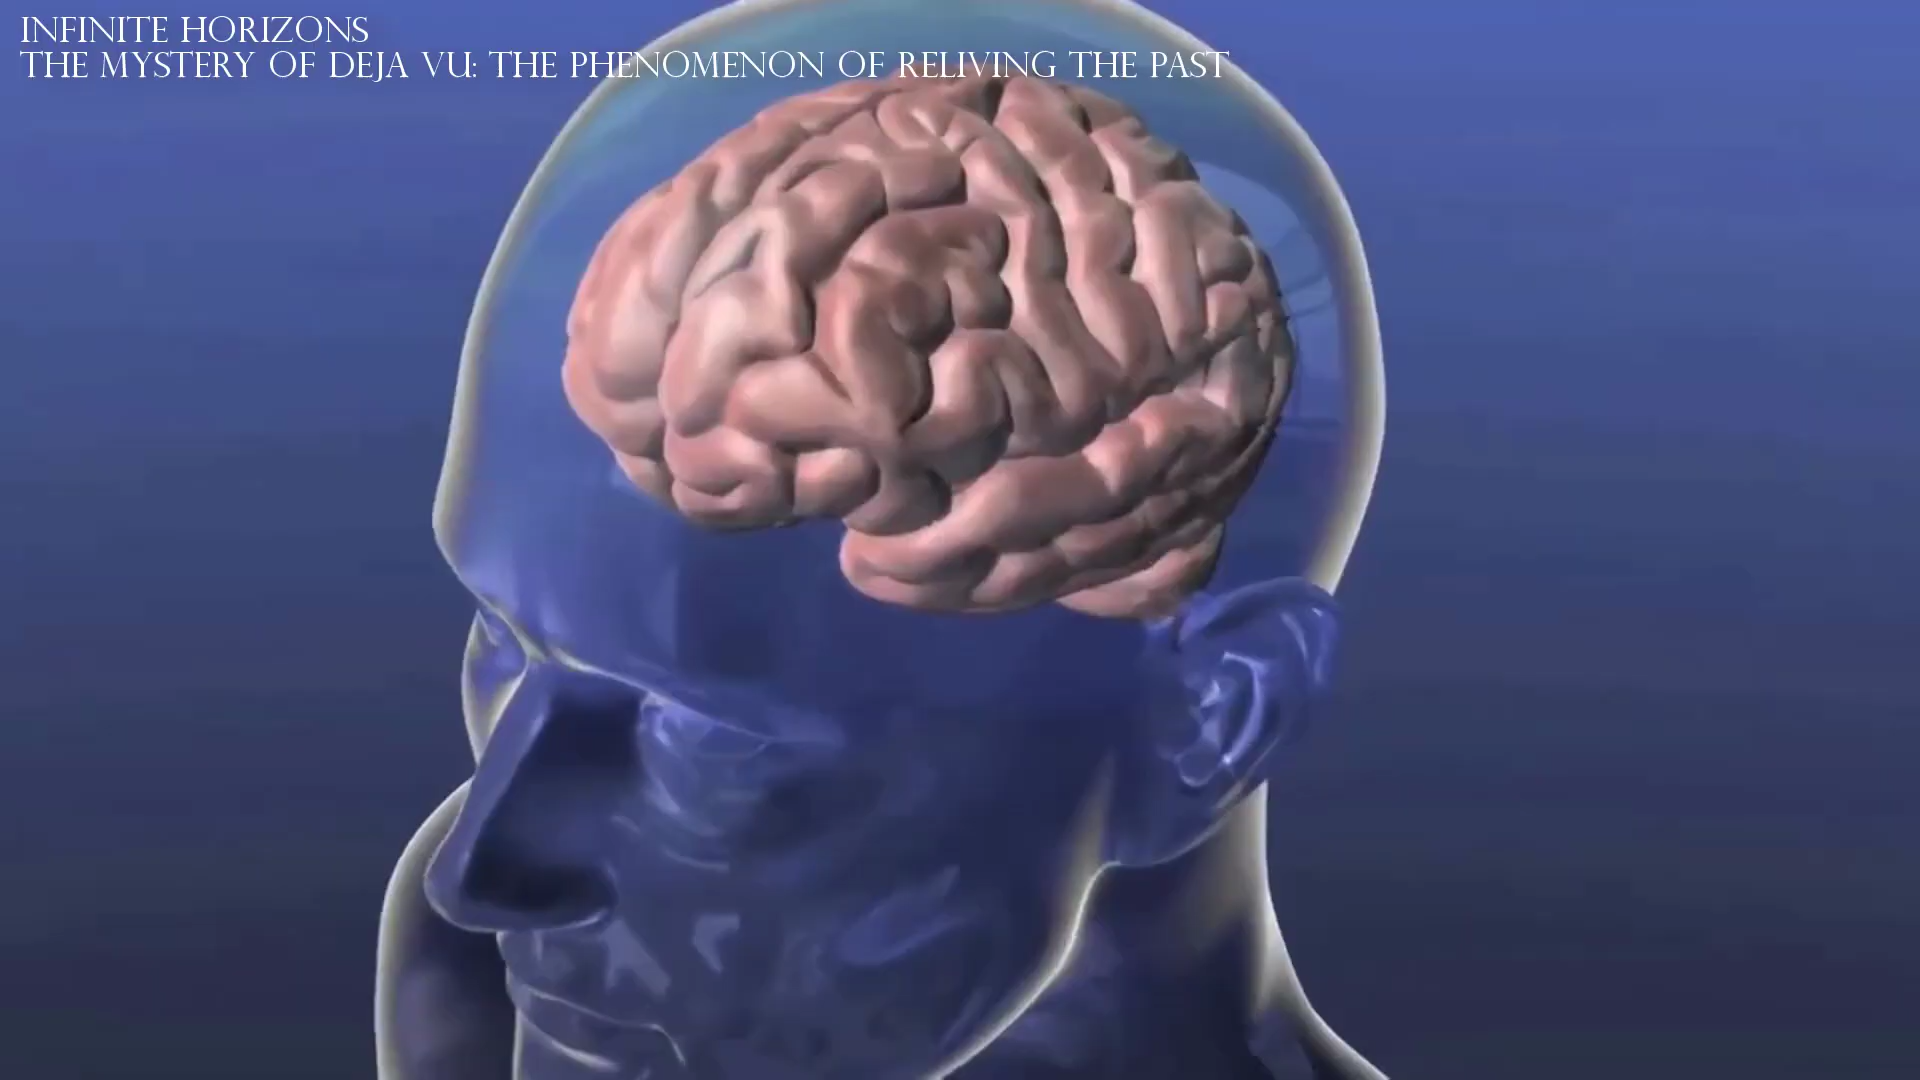 INFINITE HORIZONS
THE MYSTERY OF DEJA VU: THE PHENOMENON OF RELIVING THE PAST